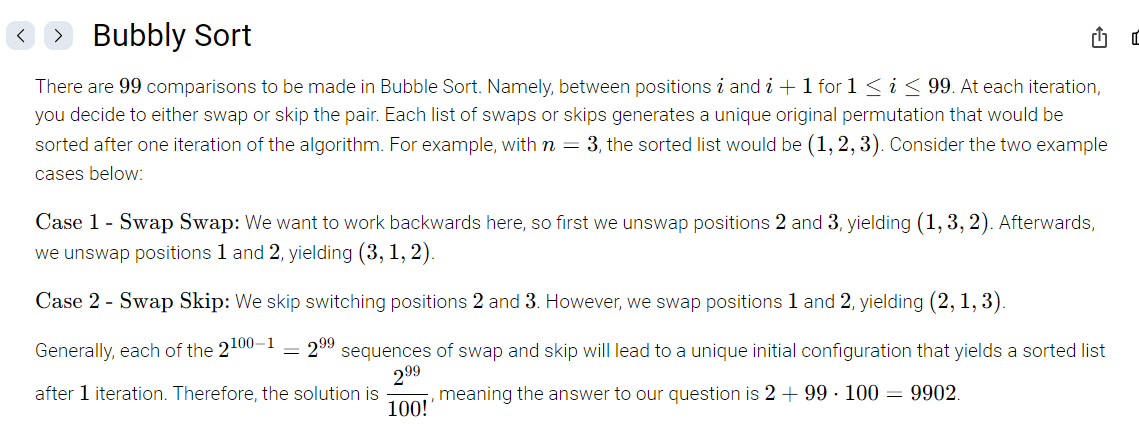 Bubbly Sort
There are 99 comparisons to be made in Bubble Sort. Namely, between positions i and i + 1 for 1 ≤ i ≤ 99. At each iteration,
you decide to either swap or skip the pair. Each list of swaps or skips generates a unique original permutation that would be
sorted after one iteration of the algorithm. For example, with n = 3, the sorted list would be (1, 2, 3). Consider the two example
cases below:
Case 1 - Swap Swap: We want to work backwards here, so first we unswap positions 2 and 3, yielding (1, 3, 2). Afterwards,
we unswap positions 1 and 2, yielding (3, 1, 2).
Case 2 - Swap Skip: We skip switching positions 2 and 3. However, we swap positions 1 and 2, yielding (2, 1, 3).
Generally, each of the 2^{100-1} = 2^{99} sequences of swap and skip will lead to a unique initial configuration that yields a sorted list
after 1 iteration. Therefore, the solution is \frac{2^{99}}{100!}, meaning the answer to our question is 2 + 99 · 100 = 9902.